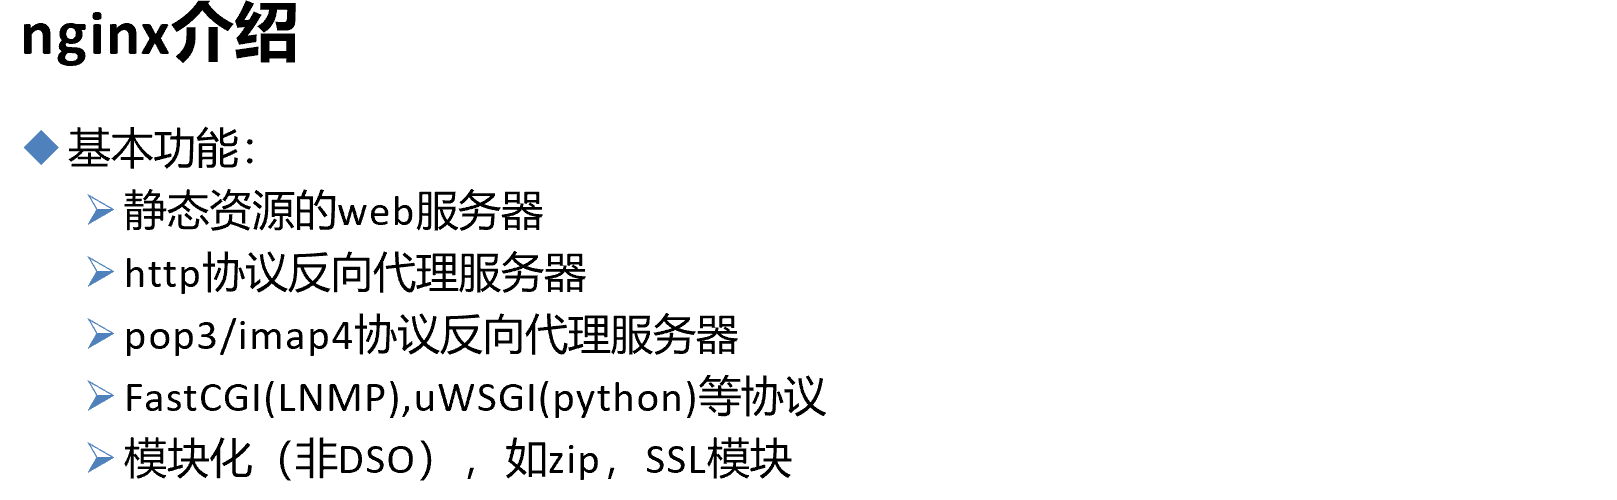 nginx介绍
基本功能：
静态资源的web服务器
http协议反向代理服务器
pop3/imap4协议反向代理服务器
FastCGI(LNMP),uWSGI(python)等协议
模块化（非DSO），如zip，SSL模块